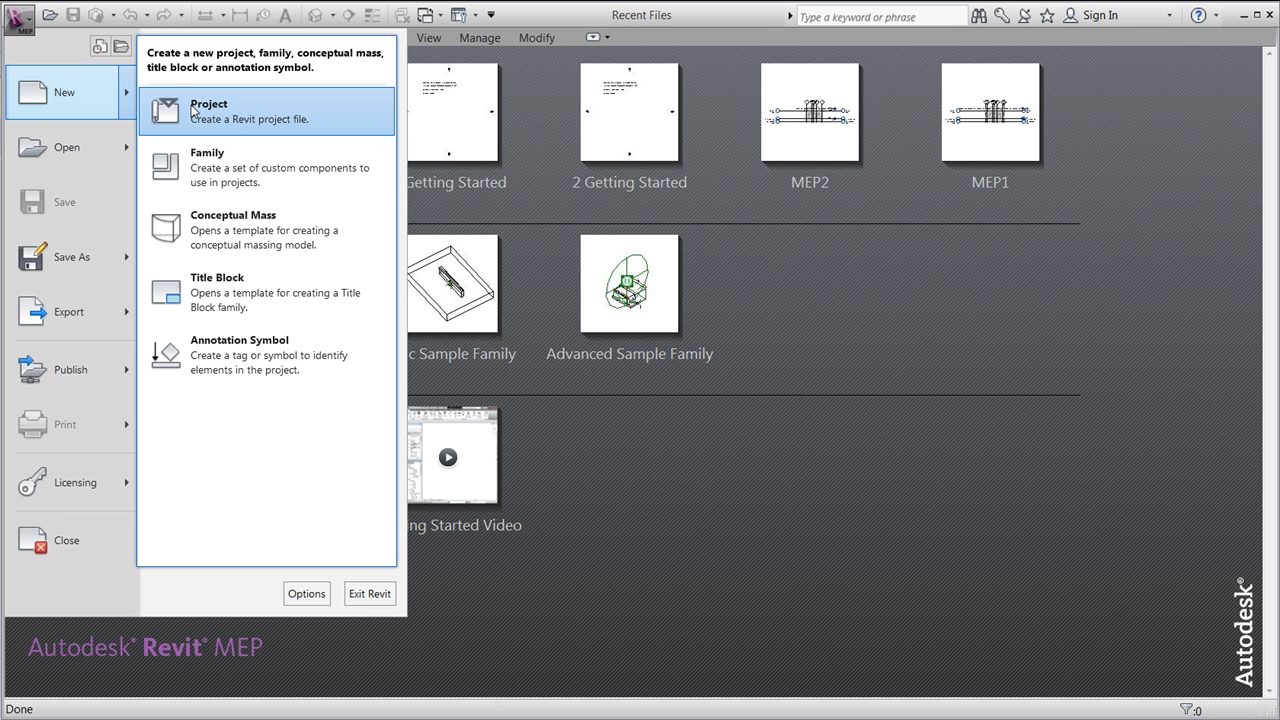 MEP
Recent Files
Type a keyword or phrase
Sign In
View
Manage
Modify
Create a new project, family, conceptual mass,
title block or annotation symbol.
New
Open
Save
Save As
Export
Publish
Print
Licensing
Close
Project
Create a Revit project file.
Family
Create a set of custom components to
use in projects.
Conceptual Mass
Opens a template for creating a
conceptual massing model.
Title Block
Opens a template for creating a Title
Block family.
Annotation Symbol
Create a tag or symbol to identify
elements in the project.
Options
Exit Revit
Getting Started
2 Getting Started
MEP2
MEP1
c Sample Family
Advanced Sample Family
ng Started Video
Autodesk® Revit® MEP
Autodesk®
Done
:0